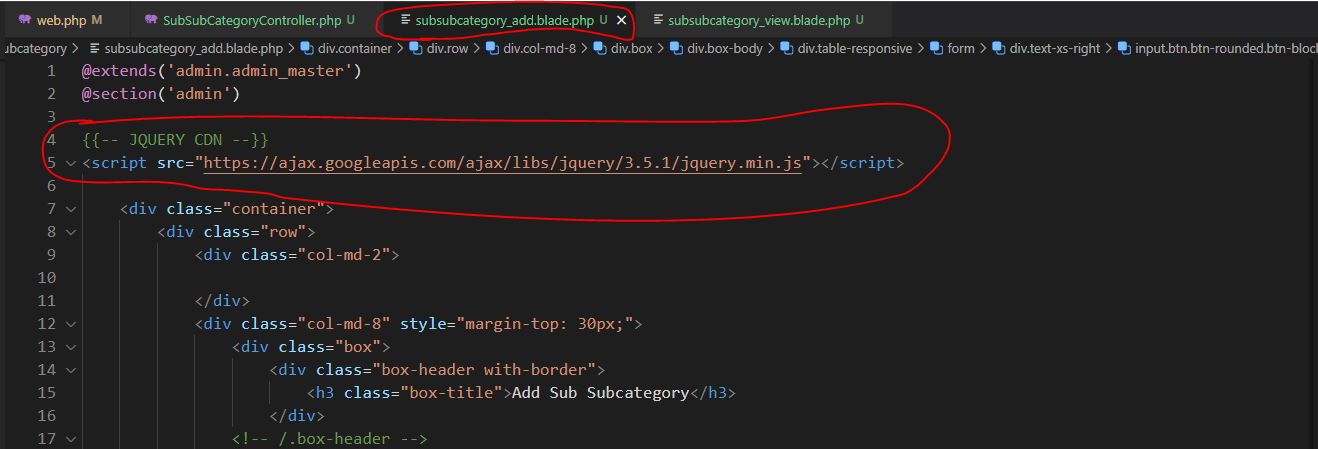 web.php M SubSubCategoryController.php U subsubcategory_add.blade.php U subsubcategory_view.blade.php U
ubcategory > subsubcategory_add.blade.php > div.container > div.row > div.col-md-8 > div.box > div.box-body > div.table-responsive > form > div.text-xs-right > input.btn.btn-rounded.btn-bloc
1 @extends('admin.admin_master')
2 @section('admin')
3
4 {{-- JQUERY CDN --}}
5 <script src="https://ajax.googleapis.com/ajax/libs/jquery/3.5.1/jquery.min.js"></script>
6
7 <div class="container">
8 <div class="row">
9 <div class="col-md-2">
10
11 </div>
12 <div class="col-md-8" style="margin-top: 30px;">
13 <div class="box">
14 <div class="box-header with-border">
15 <h3 class="box-title">Add Sub Subcategory</h3>
16 </div>
17 <!-- /.box-header -->